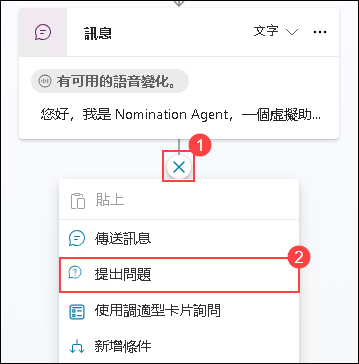 訊息
文字
有可用的語音變化。
您好，我是 Nomination Agent，一個虛擬助...
1
貼上
傳送訊息
2
提出問題
使用調適型卡片詢問
新增條件